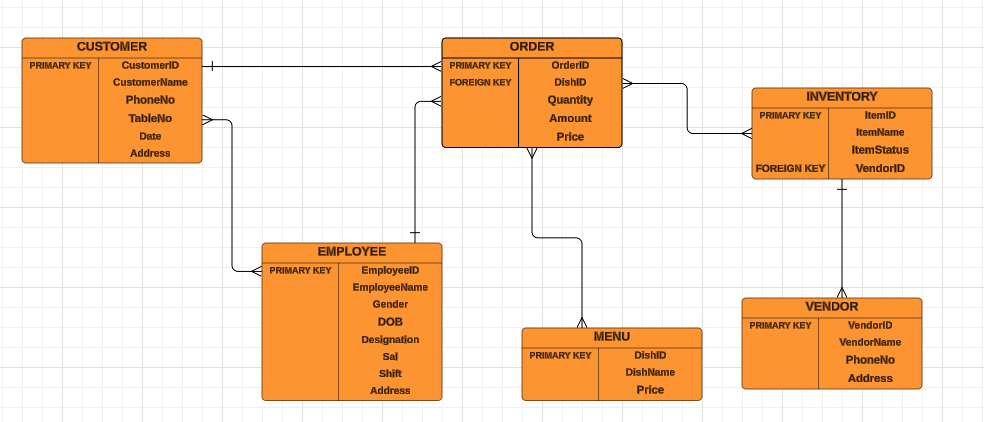 CUSTOMER
PRIMARY KEY CustomerID
CustomerName
PhoneNo
TableNo
Date
Address
ORDER
PRIMARY KEY OrderID
FOREIGN KEY DishID
Quantity
Amount
Price
INVENTORY
PRIMARY KEY ItemID
ItemName
ItemStatus
FOREIGN KEY VendorID
EMPLOYEE
PRIMARY KEY EmployeeID
EmployeeName
Gender
DOB
Designation
Sal
Shift
Address
MENU
PRIMARY KEY DishID
DishName
Price
VENDOR
PRIMARY KEY VendorID
VendorName
PhoneNo
Address